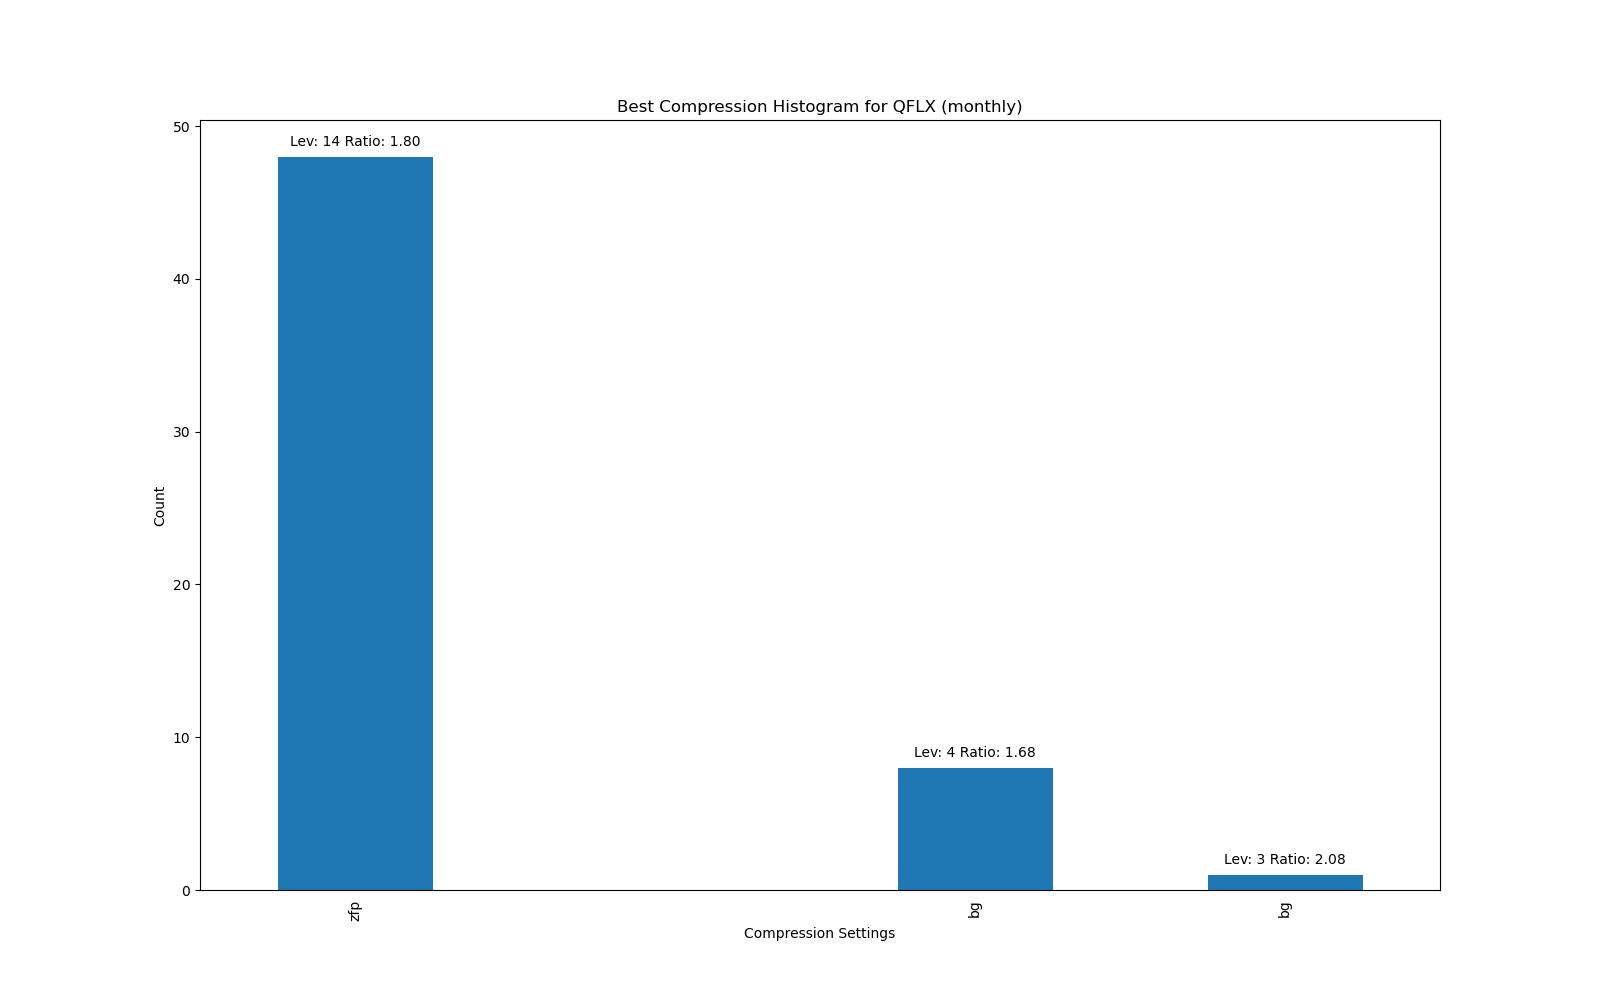 Best Compression Histogram for QFLX (monthly)
50
40
30
20
10
0
Count
Lev: 14 Ratio: 1.80
Lev: 4 Ratio: 1.68
Lev: 3 Ratio: 2.08
zfp
bg
bg
Compression Settings